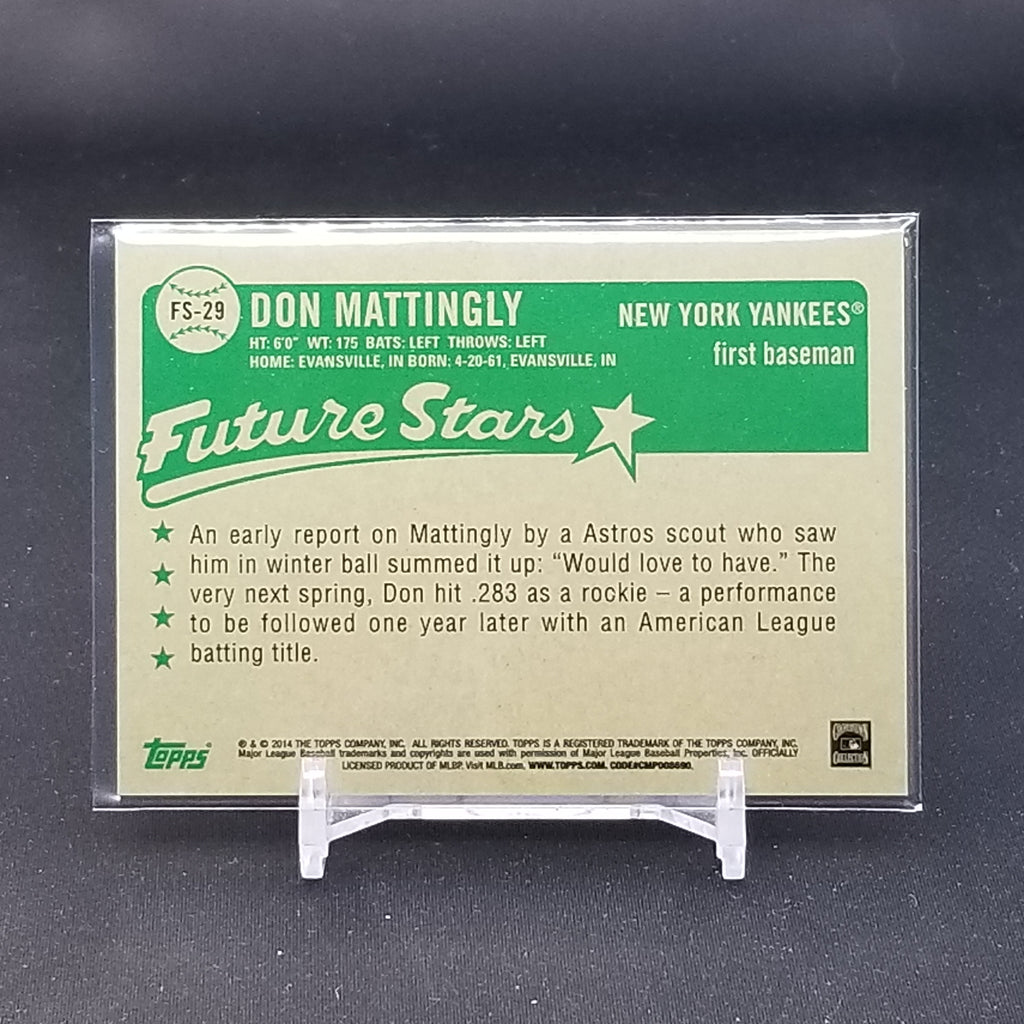 FS-29
DON MATTINGLY
HT: 6'0" WT: 175 BATS: LEFT THROWS: LEFT
HOME: EVANSVILLE, IN BORN: 4-20-61, EVANSVILLE, IN
NEW YORK YANKEES®
first baseman
Future Stars
An early report on Mattingly by a Astros scout who saw
him in winter ball summed it up: “Would love to have.” The
very next spring, Don hit .283 as a rookie – a performance
to be followed one year later with an American League
batting title.
topps®
® & © 2014 THE TOPPS COMPANY, INC. ALL RIGHTS RESERVED. TOPPS IS A REGISTERED TRADEMARK OF THE TOPPS COMPANY, INC.
Major League Baseball trademarks and copyrights are used with permission of Major League Baseball Properties, Inc. OFFICIALLY
LICENSED PRODUCT OF MLBP. Visit MLB.com. WWW.TOPPS.COM. CODE#CMP008690.
COOPERSTOWN
COLLECTION